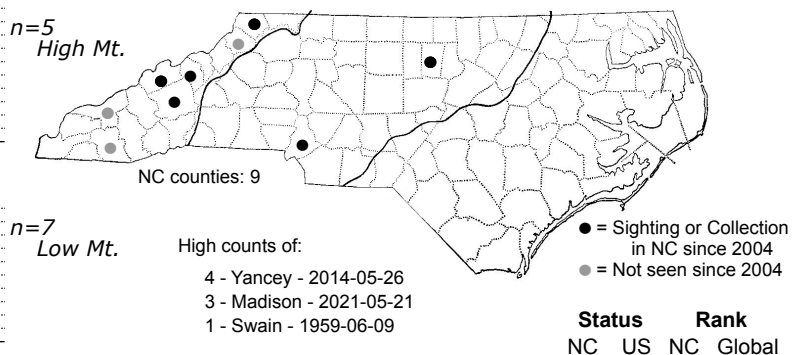 n=5
High Mt.
NC counties: 9
n=7
Low Mt.
High counts of:
4 - Yancey - 2014-05-26
3 - Madison - 2021-05-21
1 - Swain - 1959-06-09
● = Sighting or Collection
in NC since 2004
● = Not seen since 2004
Status Rank
NC US NC Global